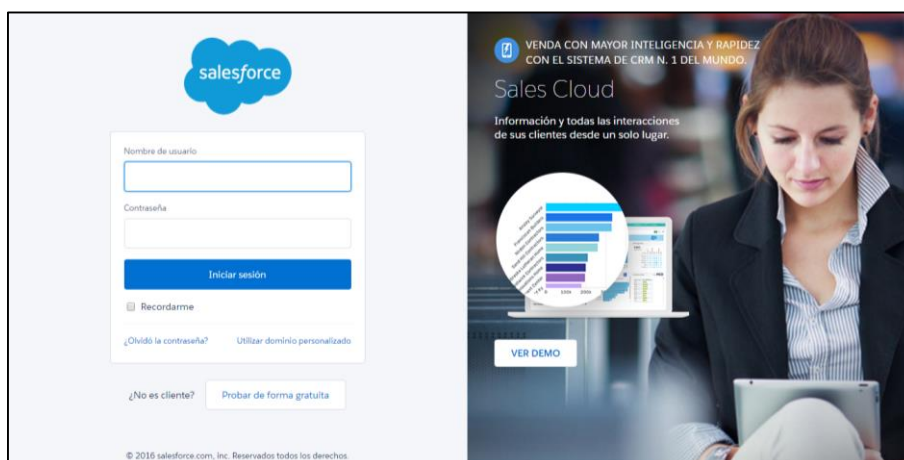 salesforce
Nombre de usuario
Contraseña
Iniciar sesión
Recordarme
¿Olvidó la contraseña? Utilizar dominio personalizado
¿No es cliente? Probar de forma gratuita
© 2016 salesforce.com, inc. Reservados todos los derechos.
VENDA CON MAYOR INTELIGENCIA Y RAPIDEZ
CON EL SISTEMA DE CRM N. 1 DEL MUNDO.
Sales Cloud
Información y todas las interacciones
de sus clientes desde un solo lugar.
0 100k 200k
VER DEMO